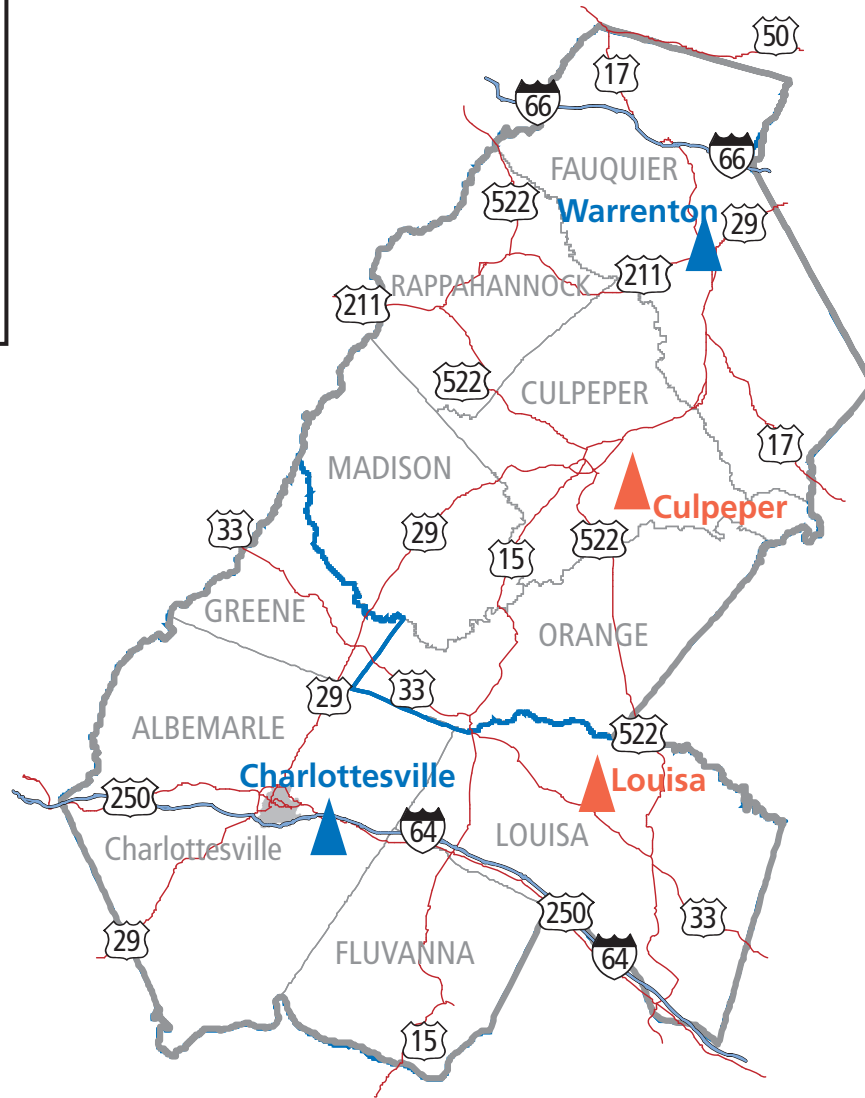 50
17
66
66
FAUQUIER
522
Warrenton
29
211
RAPPAHANNOCK
211
522
CULPEPER
17
MADISON
Culpeper
33
29
522
15
GREENE
ORANGE
29
33
ALBEMARLE
522
Charlottesville
Louisa
250
64
LOUISA
Charlottesville
250
33
29
FLUVANNA
64
15